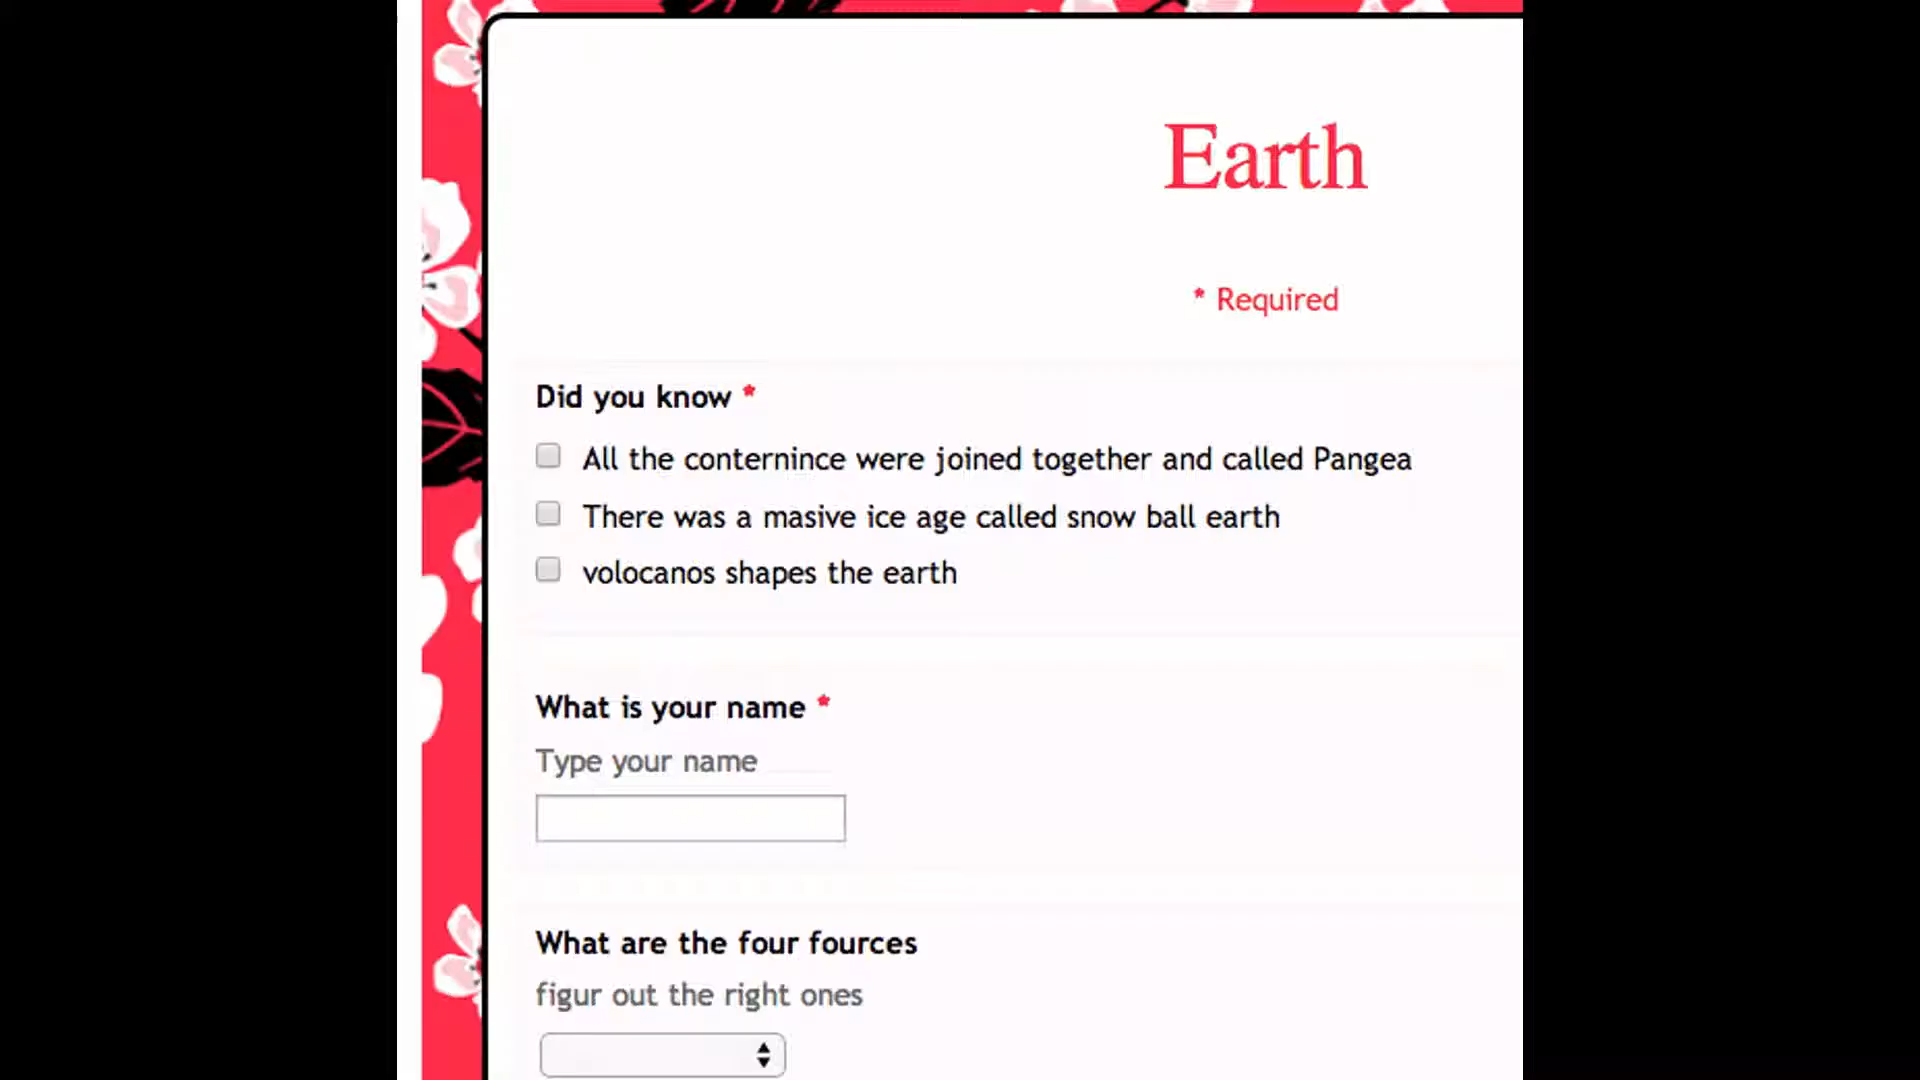 Earth
* Required
Did you know *
All the conternince were joined together and called Pangea
There was a masive ice age called snow ball earth
volocanos shapes the earth
What is your name *
Type your name
What are the four fources
figur out the right ones